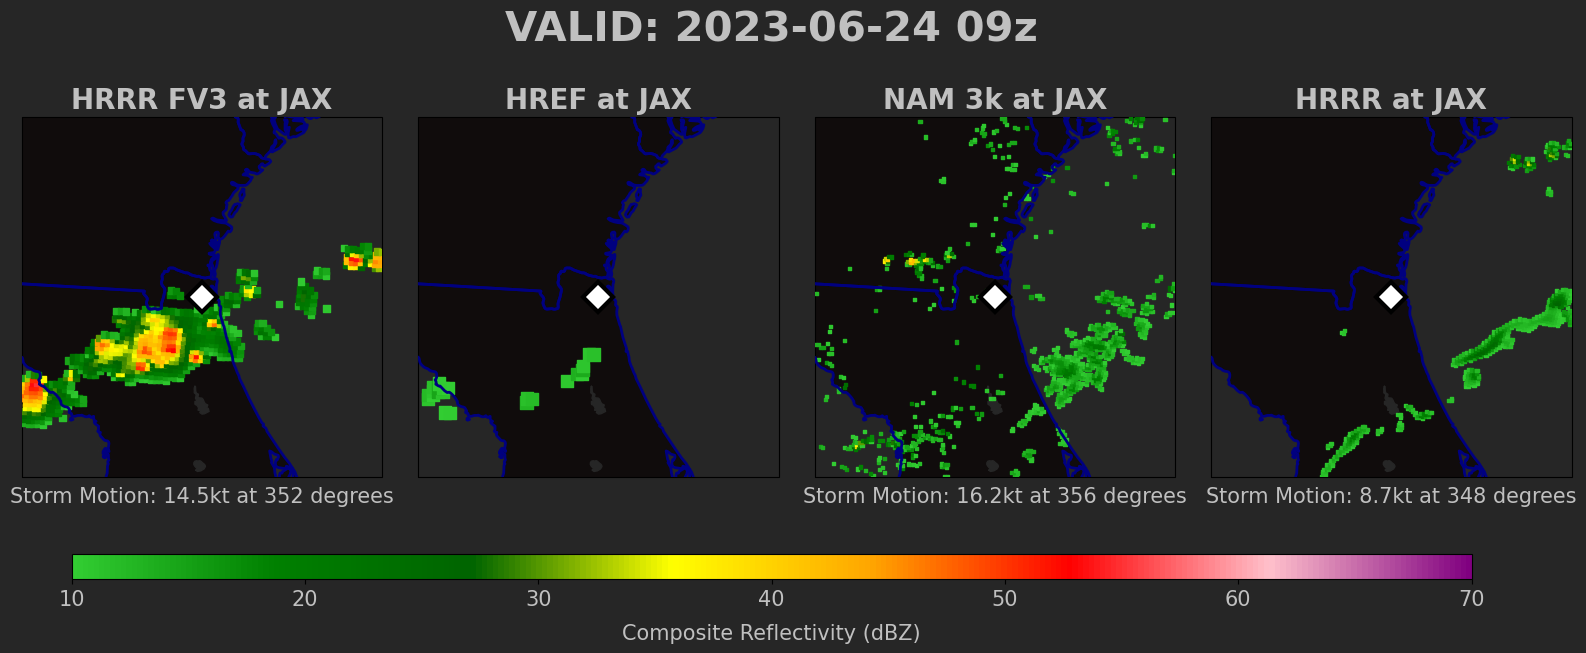 VALID: 2023-06-24 09z
HRRR FV3 at JAX
HREF at JAX
NAM 3k at JAX
HRRR at JAX
Storm Motion: 14.5kt at 352 degrees
Storm Motion: 16.2kt at 356 degrees
Storm Motion: 8.7kt at 348 degrees
10 20 30 40 50 60 70
Composite Reflectivity (dBZ)